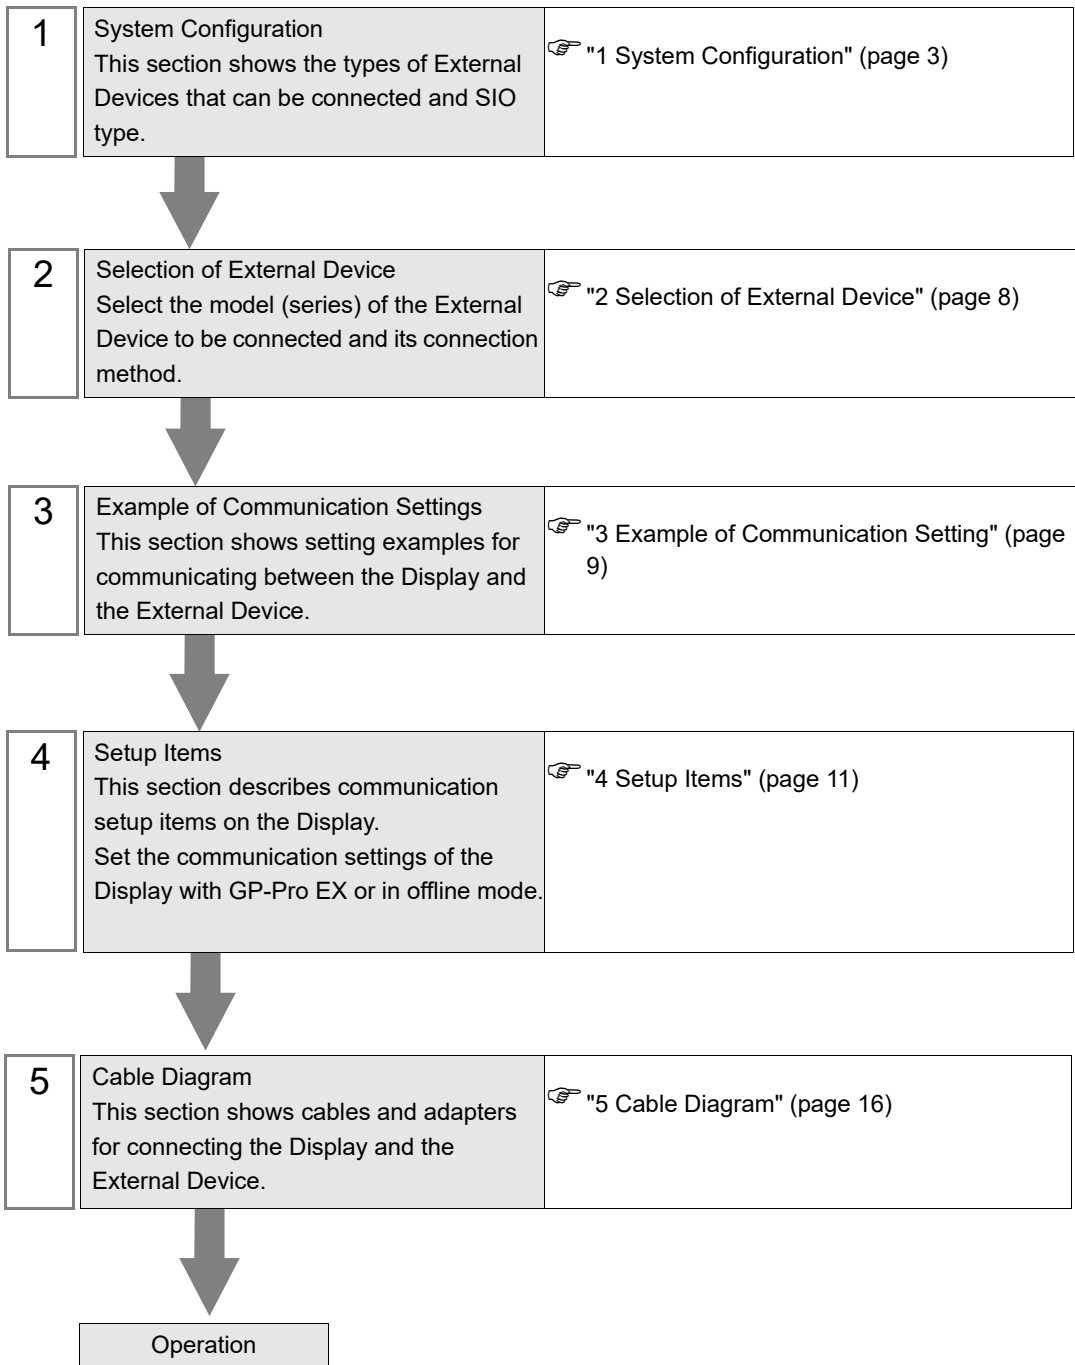 1
System Configuration
This section shows the types of External
Devices that can be connected and SIO
type.
"1 System Configuration" (page 3)
2
Selection of External Device
Select the model (series) of the External
Device to be connected and its connection
method.
"2 Selection of External Device" (page 8)
3
Example of Communication Settings
This section shows setting examples for
communicating between the Display and
the External Device.
"3 Example of Communication Setting" (page
9)
4
Setup Items
This section describes communication
setup items on the Display.
Set the communication settings of the
Display with GP-Pro EX or in offline mode.
"4 Setup Items" (page 11)
5
Cable Diagram
This section shows cables and adapters
for connecting the Display and the
External Device.
"5 Cable Diagram" (page 16)
Operation